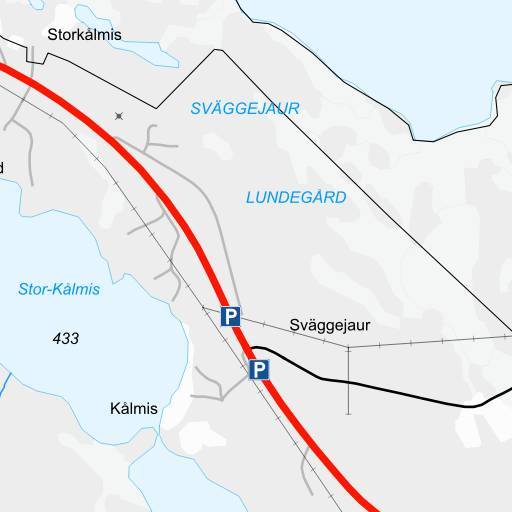 Storkålmis
SVÄGGEJAUR
d
LUNDEGÅRD
Stor-Kålmis
P
Sväggejaur
433
P
Kålmis